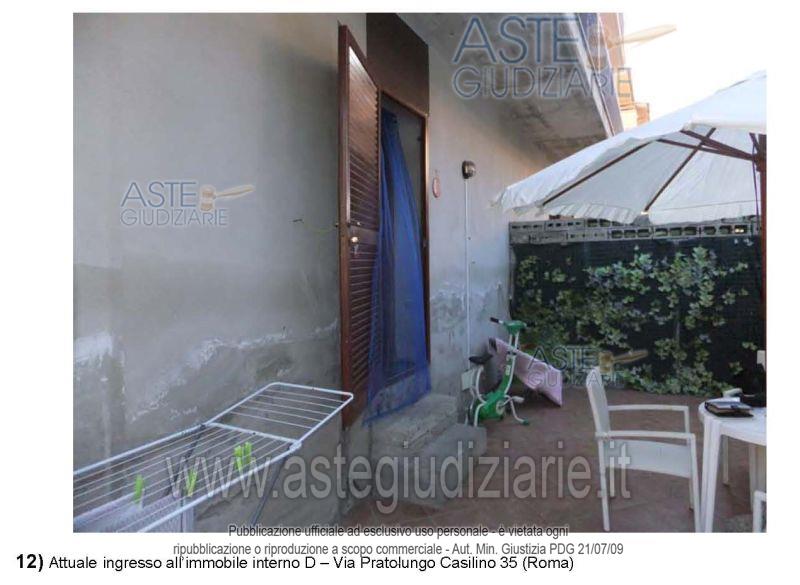 ASTE
GIUDIZIARIE
ASTE
GIUDIZIARIE
ASTE
GIUDIZIARIE
www.astegiudiziarie.it
Pubblicazione ufficiale ad esclusivo uso personale - è vietata ogni
ripubblicazione o riproduzione a scopo commerciale - Aut. Min. Giustizia PDG 21/07/09
12) Attuale ingresso all'immobile interno D – Via Pratolungo Casilino 35 (Roma)